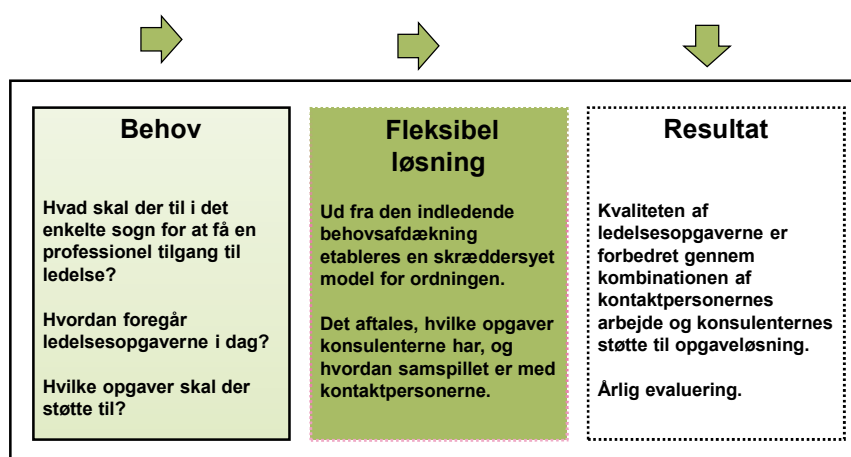 Behov
Hvad skal der til i det
enkelte sogn for at få en
professionel tilgang til
ledelse?
Hvordan foregår
ledelsesopgaverne i dag?
Hvilke opgaver skal der
støtte til?
Fleksibel
løsning
Ud fra den indledende
behovsafdækning
etableres en skræddersyet
model for ordningen.
Det aftales, hvilke opgaver
konsulenterne har, og
hvordan samspillet er med
kontaktpersonerne.
Resultat
Kvaliteten af
ledelsesopgaverne er
forbedret gennem
kombinationen af
kontaktpersonernes
arbejde og konsulenternes
støtte til opgaveløsning.
Årlig evaluering.